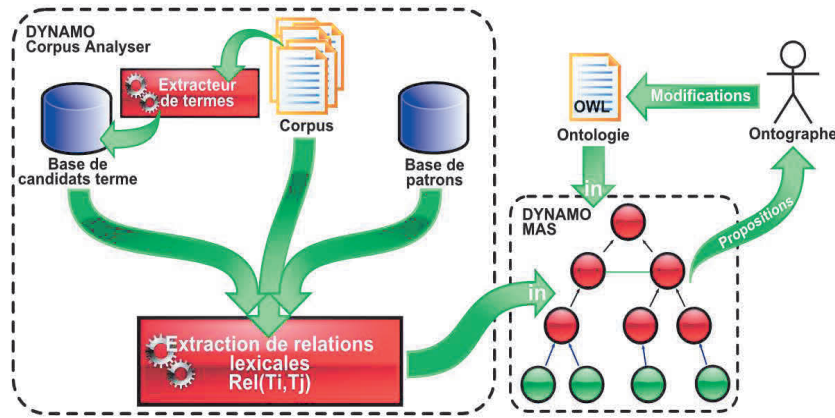 DYNAMO
Corpus Analyser
Extracteur
de termes
Corpus
Base de
candidats terme
Base de
patrons
Extraction de relations
lexicales
Rel(Ti,Tj)
OWL
Ontologie
Modifications
Ontographe
in
DYNAMO
MAS
Propositions
in